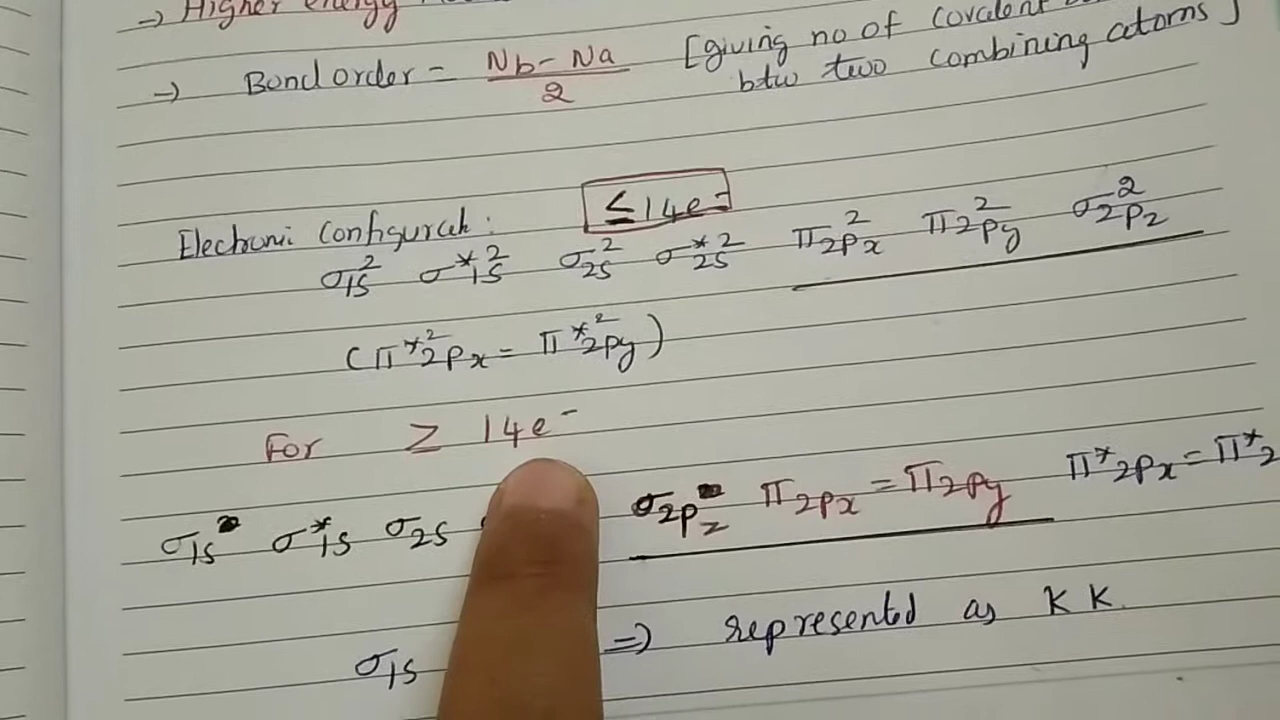 → Higher energy
→ Bond order = Nb - Na / 2 [giving no of covalent
btw two combining atoms]
Electronic Configurat: ≤ 14e⁻
σ1s² σ*1s² σ2s² σ*2s² π2px² π2py² σ2pz²
(π*²2px = π*²2py)
For ≥ 14e⁻
σ1s σ*1s σ2s σ2pz π2px = π2py π*2px = π*2
σ1s ⇒ represented as KK.